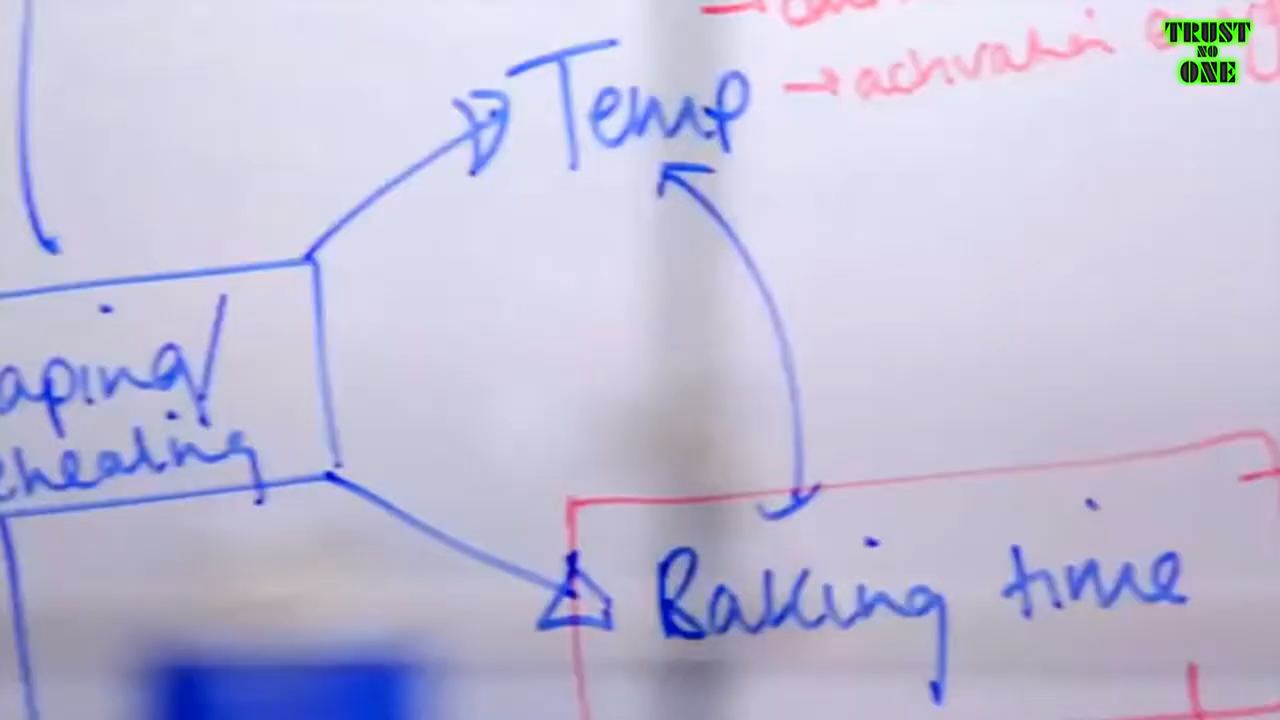 TRUST
NO
ONE
→ activation
Temp
aping/
heating
Baking time